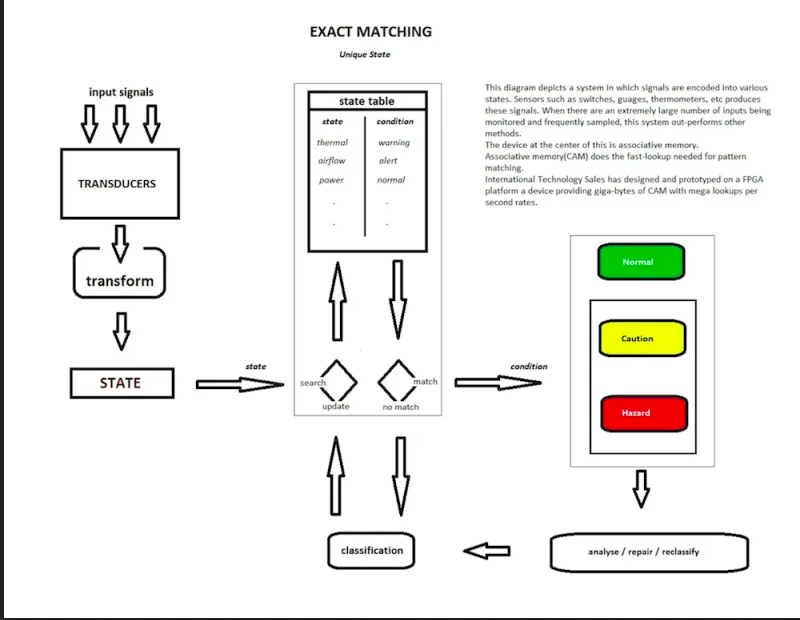 EXACT MATCHING
Unique State
input signals
TRANSDUCERS
transform
STATE
state
state table
state condition
thermal warning
airflow alert
power normal
. .
. .
search
update
match
no match
condition
This diagram depicts a system in which signals are encoded into various
states. Sensors such as switches, guages, thermometers, etc produces
these signals. When there are an extremely large number of inputs being
monitored and frequently sampled, this system out-performs other
methods.
The device at the center of this is associative memory.
Associative memory(CAM) does the fast-lookup needed for pattern
matching.
International Technology Sales has designed and prototyped on a FPGA
platform a device providing giga-bytes of CAM with mega lookups per
second rates.
Normal
Caution
Hazard
analyse / repair / reclassify
classification